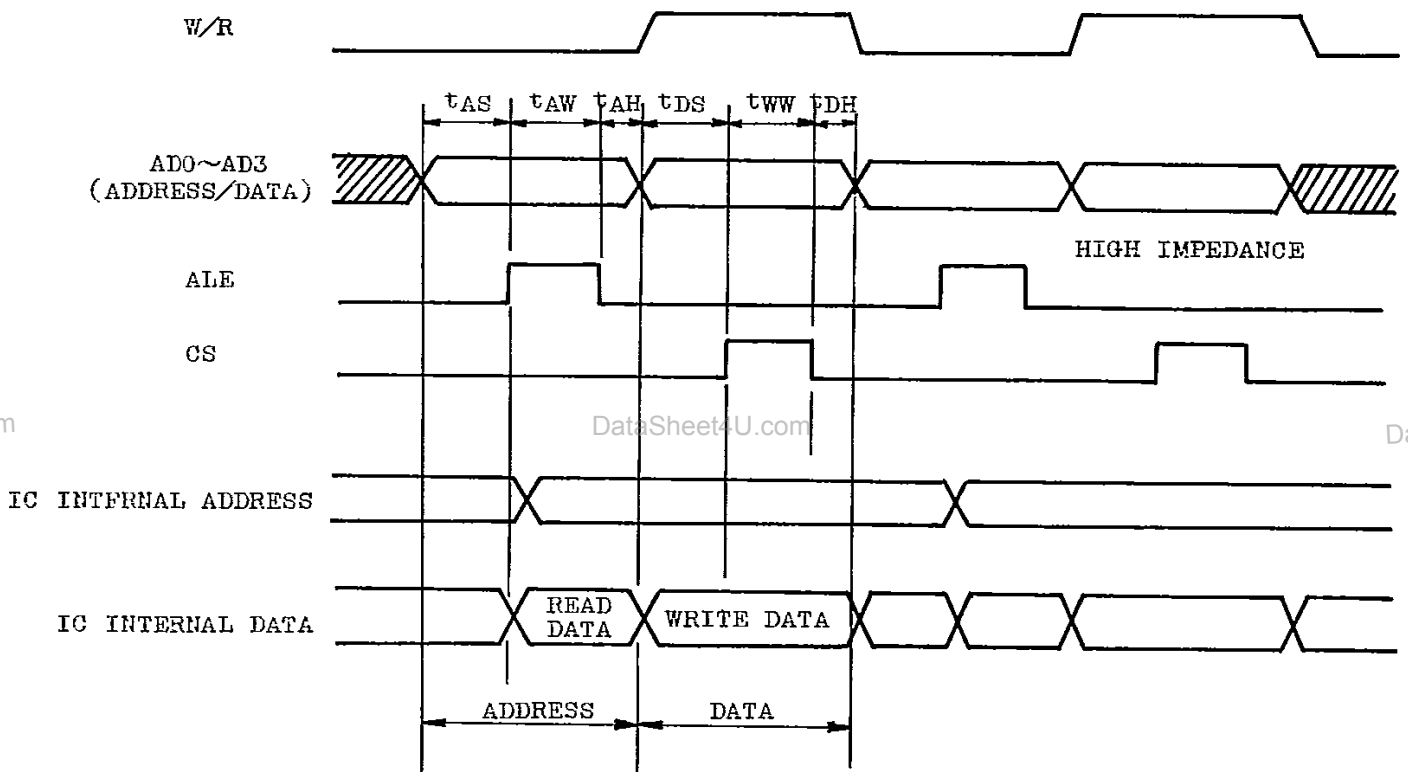 W/R
tAS tAW tAH tDS tWW tDH
AD0～AD3
(ADDRESS/DATA)
HIGH IMPEDANCE
ALE
CS
m
DataSheet4U.com
Da
IC INTFRNAL ADDRESS
READ
DATA
WRITE DATA
IC INTERNAL DATA
ADDRESS
DATA